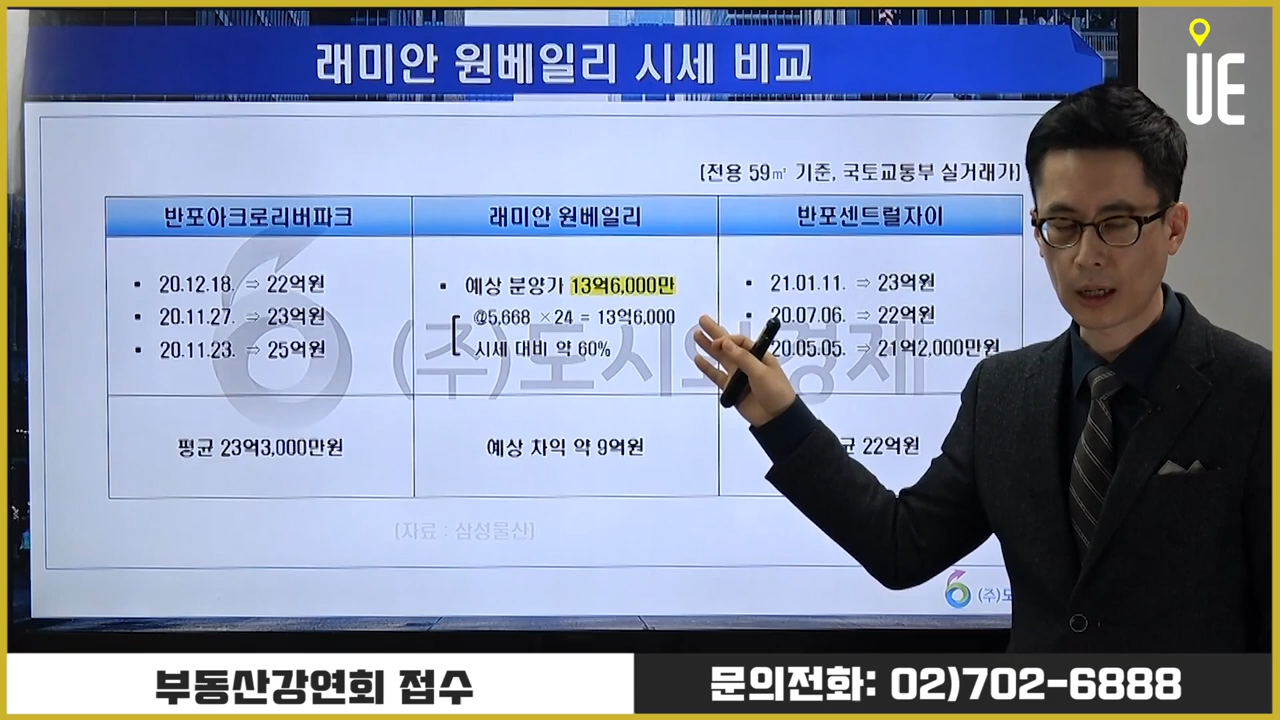 래미안 원베일리 시세 비교
UE
[전용 59㎡ 기준, 국토교통부 실거래가]
반포아크로리버파크
래미안 원베일리
반포센트럴자이
▪ 20.12.18. ⇒ 22억원
▪ 20.11.27. ⇒ 23억원
▪ 20.11.23. ⇒ 25억원
▪ 예상 분양가 13억6,000만
@5,668 ×24 = 13억6,000
시세 대비 약 60%
▪ 21.01.11. ⇒ 23억원
▪ 20.07.06. ⇒ 22억원
20.05.05. ⇒ 21억2,000만원
평균 23억3,000만원
예상 차익 약 9억원
균 22억원
(주)도시의경제
[자료 : 삼성물산]
(주)도
부동산강연회 접수
문의전화: 02)702-6888